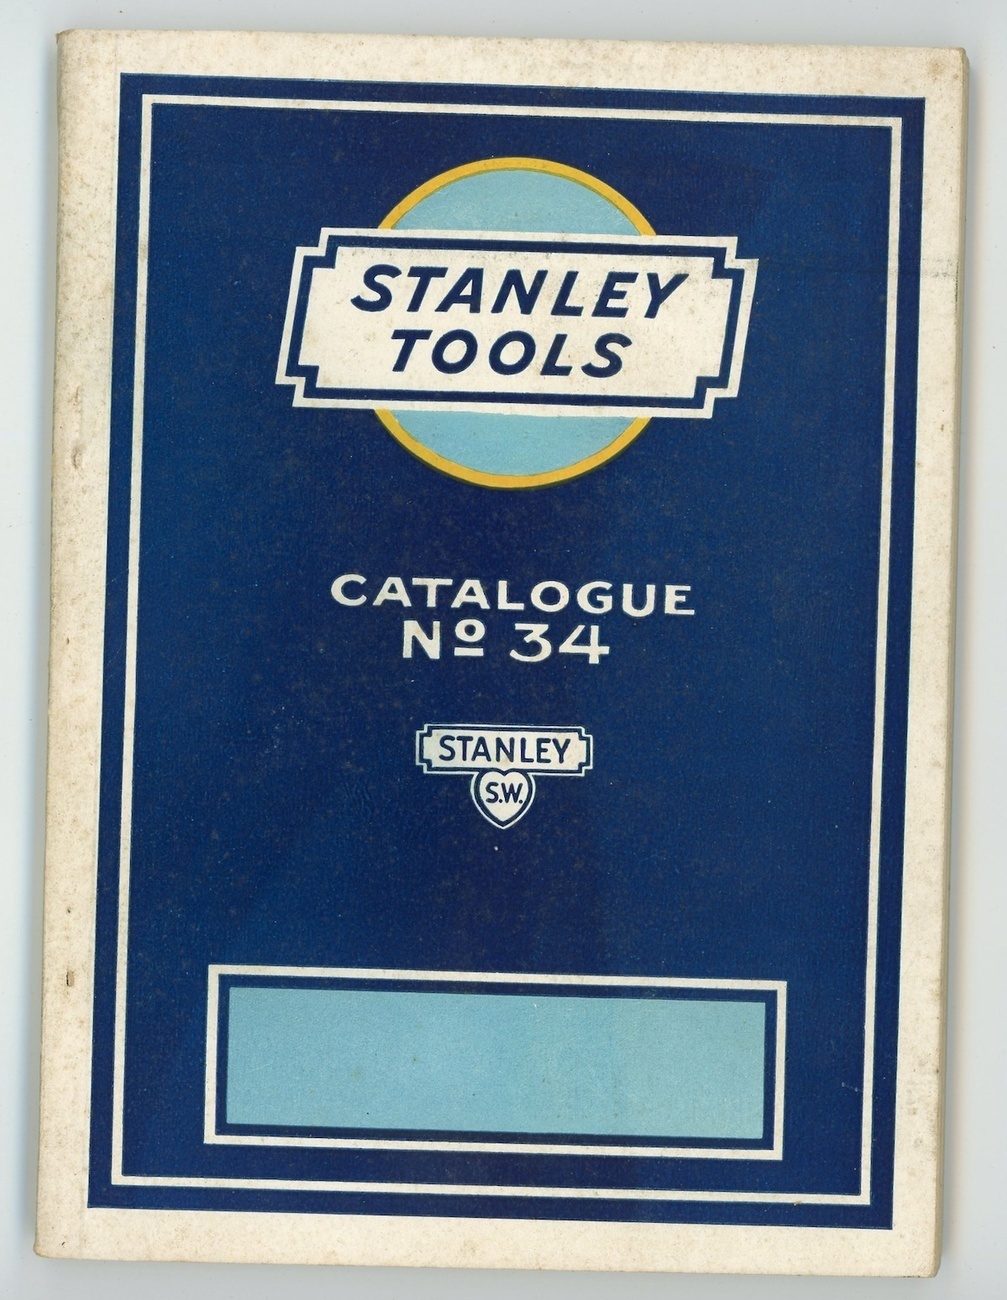 STANLEY
TOOLS
CATALOGUE
Nº 34
STANLEY
S.W.